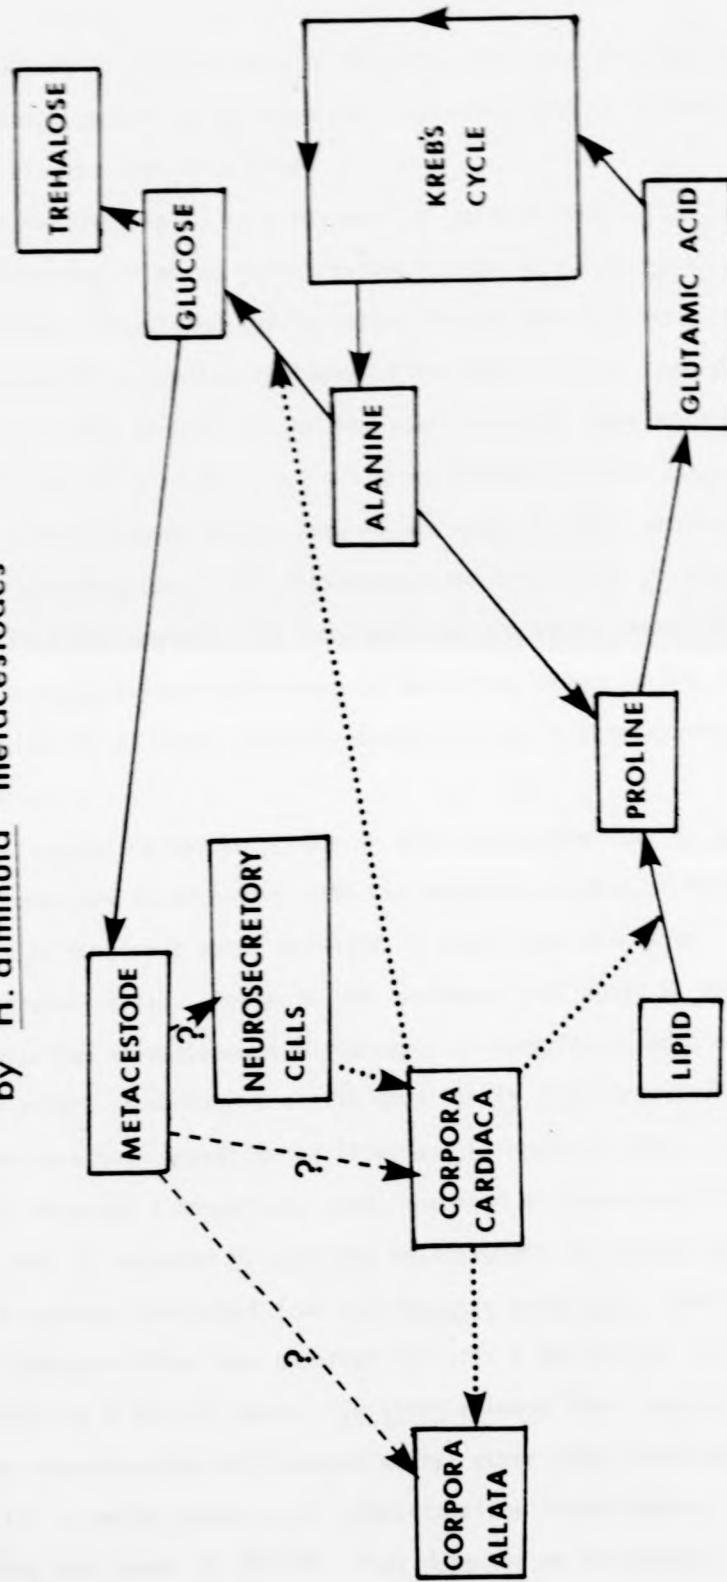 by H. diminuta metacestodes
METACESTODE
GLUCOSE
TREHALOSE
?
?
?
NEUROSECRETORY
CELLS
ALANINE
KREB'S
CYCLE
CORPORA
ALLATA
CORPORA
CARDIACA
LIPID
PROLINE
GLUTAMIC ACID